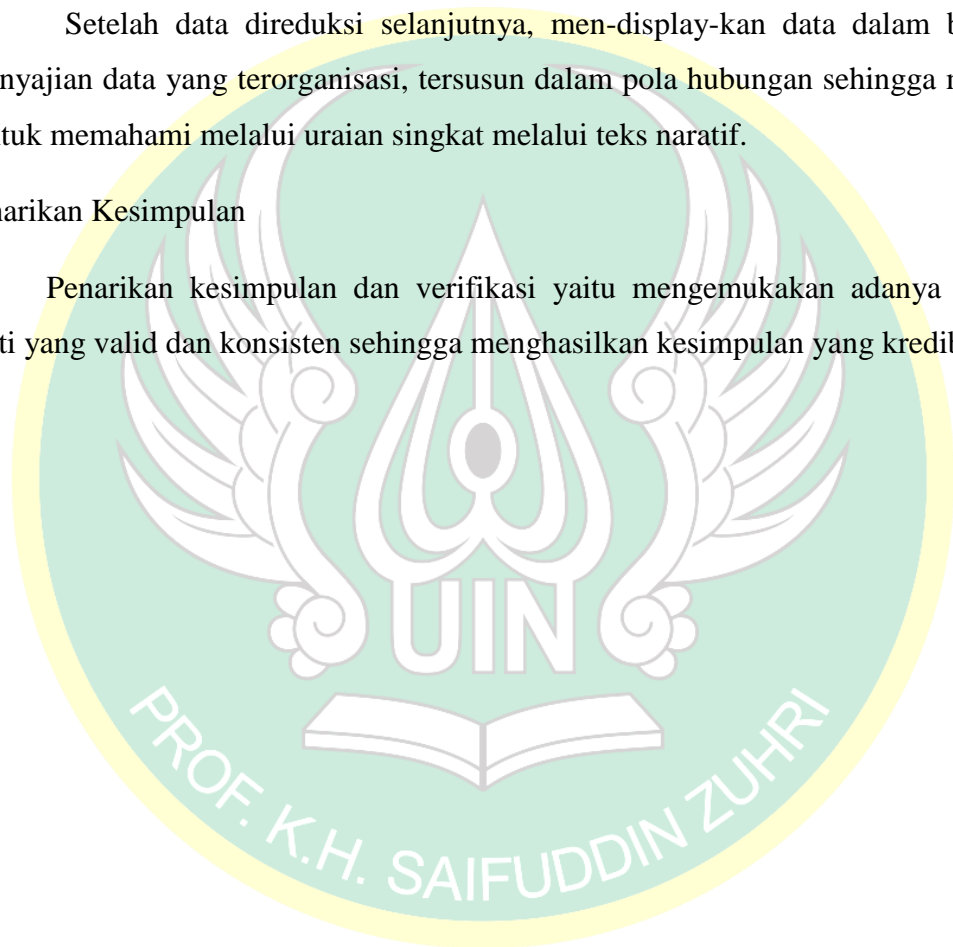 Setelah data direduksi selanjutnya, men-display-kan data dalam b
nyajian data yang terorganisasi, tersusun dalam pola hubungan sehingga
tuk memahami melalui uraian singkat melalui teks naratif.
narikan Kesimpulan
Penarikan kesimpulan dan verifikasi yaitu mengemukakan adanya
ti yang valid dan konsisten sehingga menghasilkan kesimpulan yang kredib
UIN
PROF. K.H. SAIFUDDIN ZUHRI